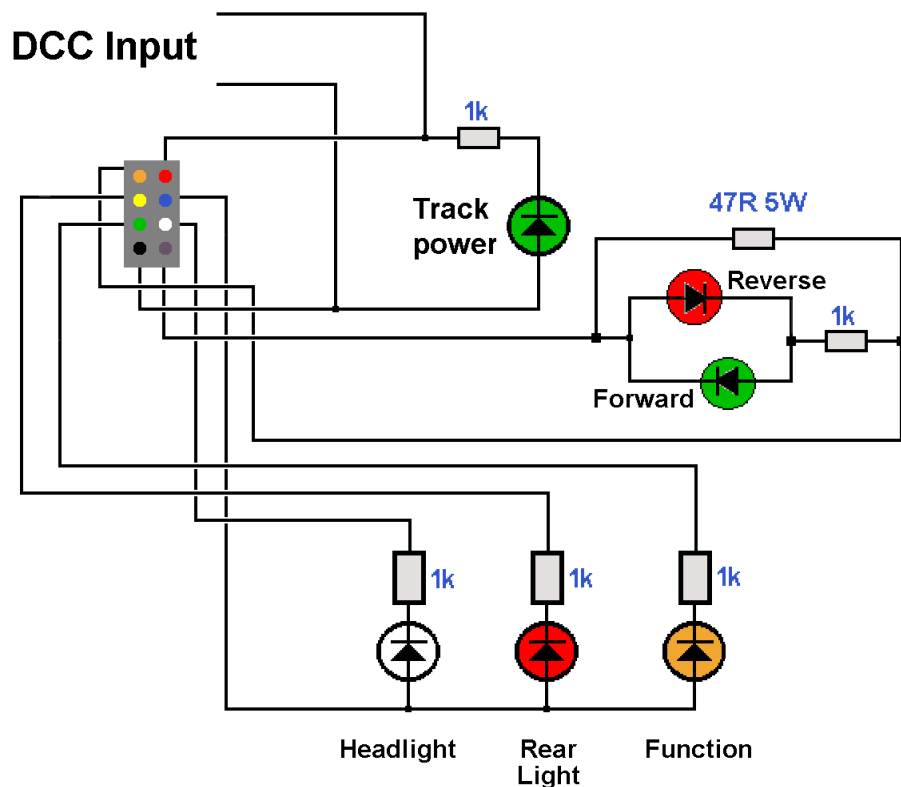 DCC Input
1k
Track
power
47R 5W
Reverse
1k
Forward
1k
1k
1k
Headlight
Rear
Light
Function